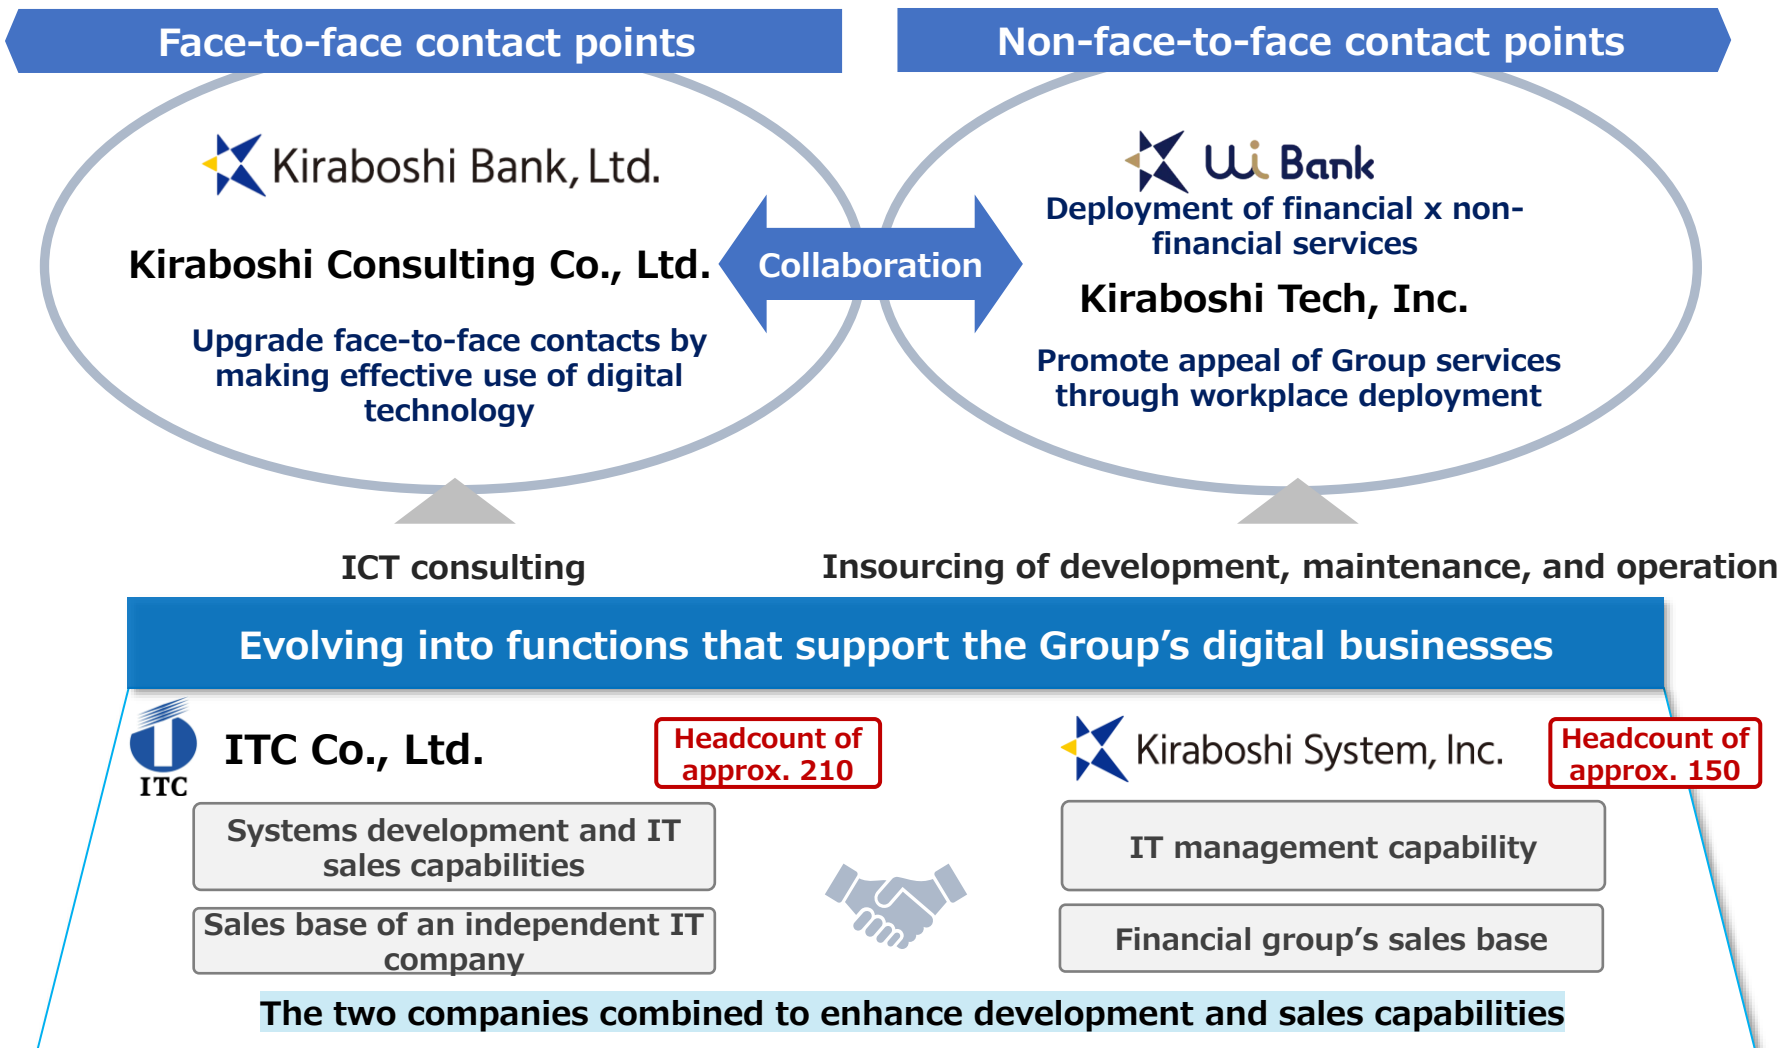 Face-to-face contact points
Non-face-to-face contact points
Kiraboshi Bank, Ltd.
Kiraboshi Consulting Co., Ltd.
Upgrade face-to-face contacts by
making effective use of digital
technology
Collaboration
UI Bank
Deployment of financial x non-
financial services
Kiraboshi Tech, Inc.
Promote appeal of Group services
through workplace deployment
ICT consulting
Insourcing of development, maintenance, and operation
Evolving into functions that support the Group’s digital businesses
ITC
ITC Co., Ltd.
Headcount of
approx. 210
Systems development and IT
sales capabilities
Sales base of an independent IT
company
Kiraboshi System, Inc.
Headcount of
approx. 150
IT management capability
Financial group’s sales base
The two companies combined to enhance development and sales capabilities